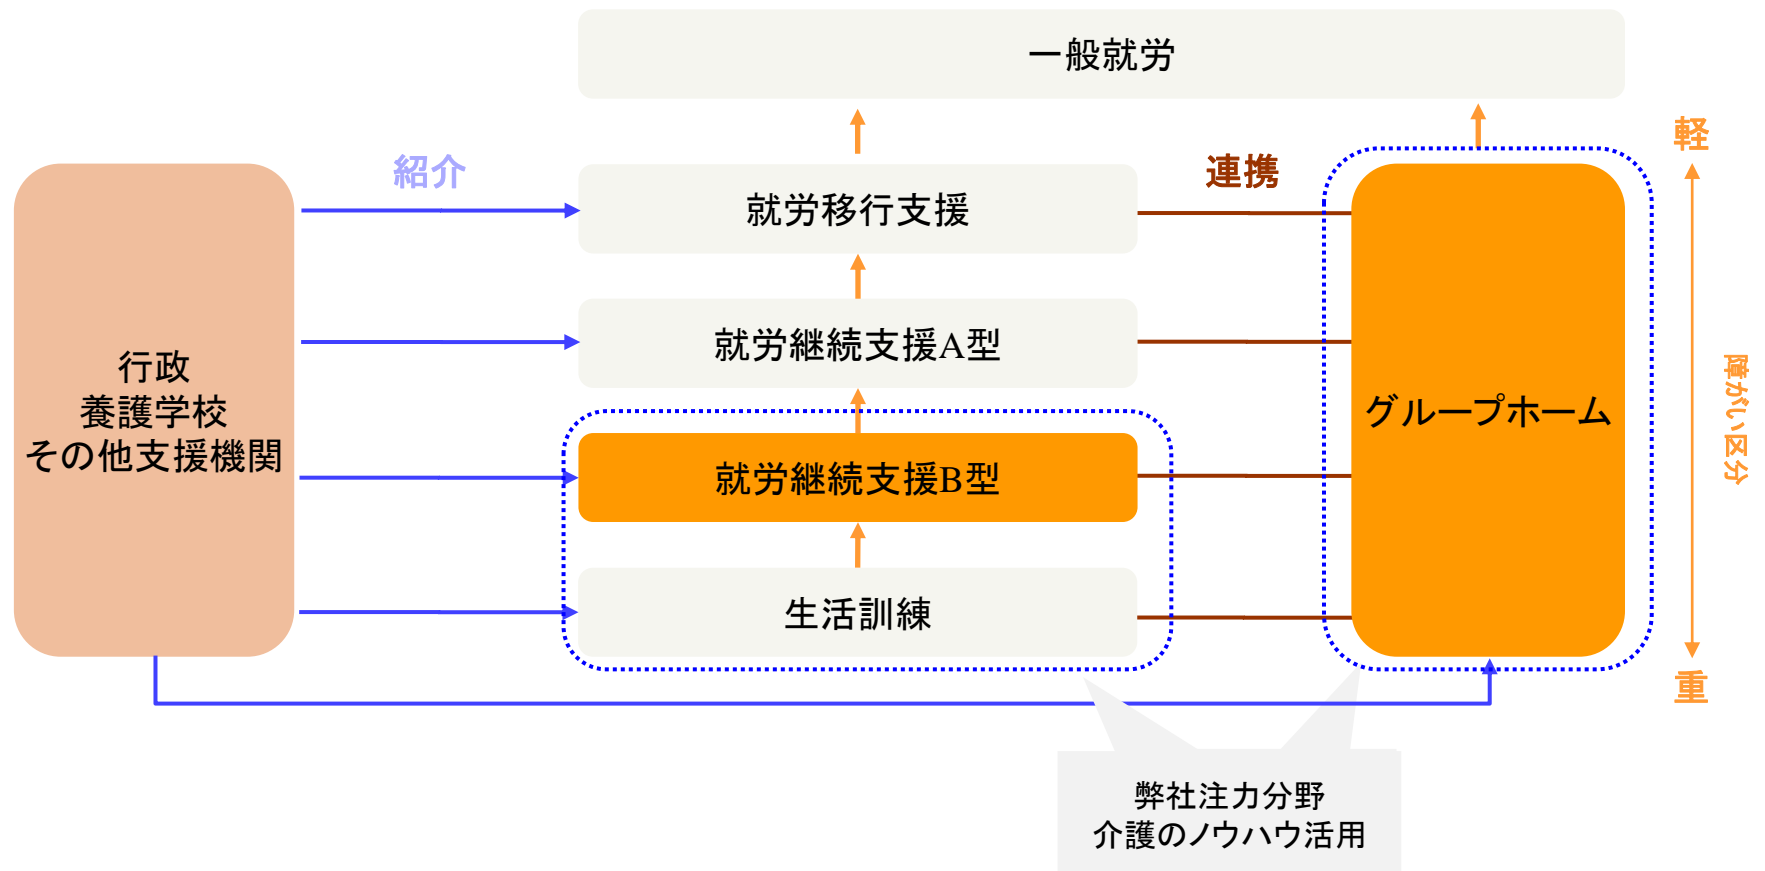 一般就労
軽
紹介
連携
就労移行支援
就労継続支援A型
行政
養護学校
その他支援機関
グループホーム
障がい区分
就労継続支援B型
生活訓練
重
弊社注力分野
介護のノウハウ活用